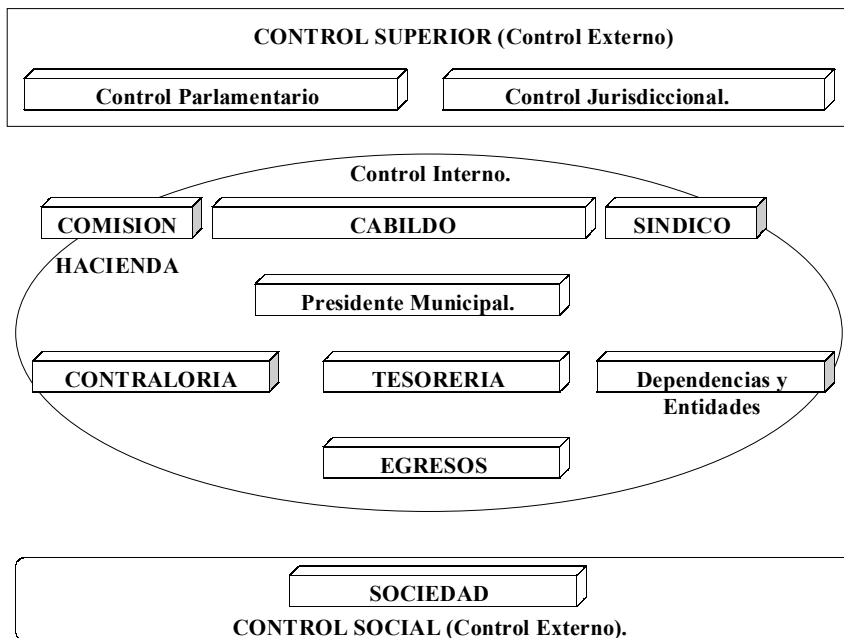 CONTROL SUPERIOR (Control Externo)
Control Parlamentario
Control Jurisdiccional.
Control Interno.
COMISION
HACIENDA
CABILDO
SINDICO
Presidente Municipal.
CONTRALORIA
TESORERIA
Dependencias y
Entidades
EGRESOS
SOCIEDAD
CONTROL SOCIAL (Control Externo).